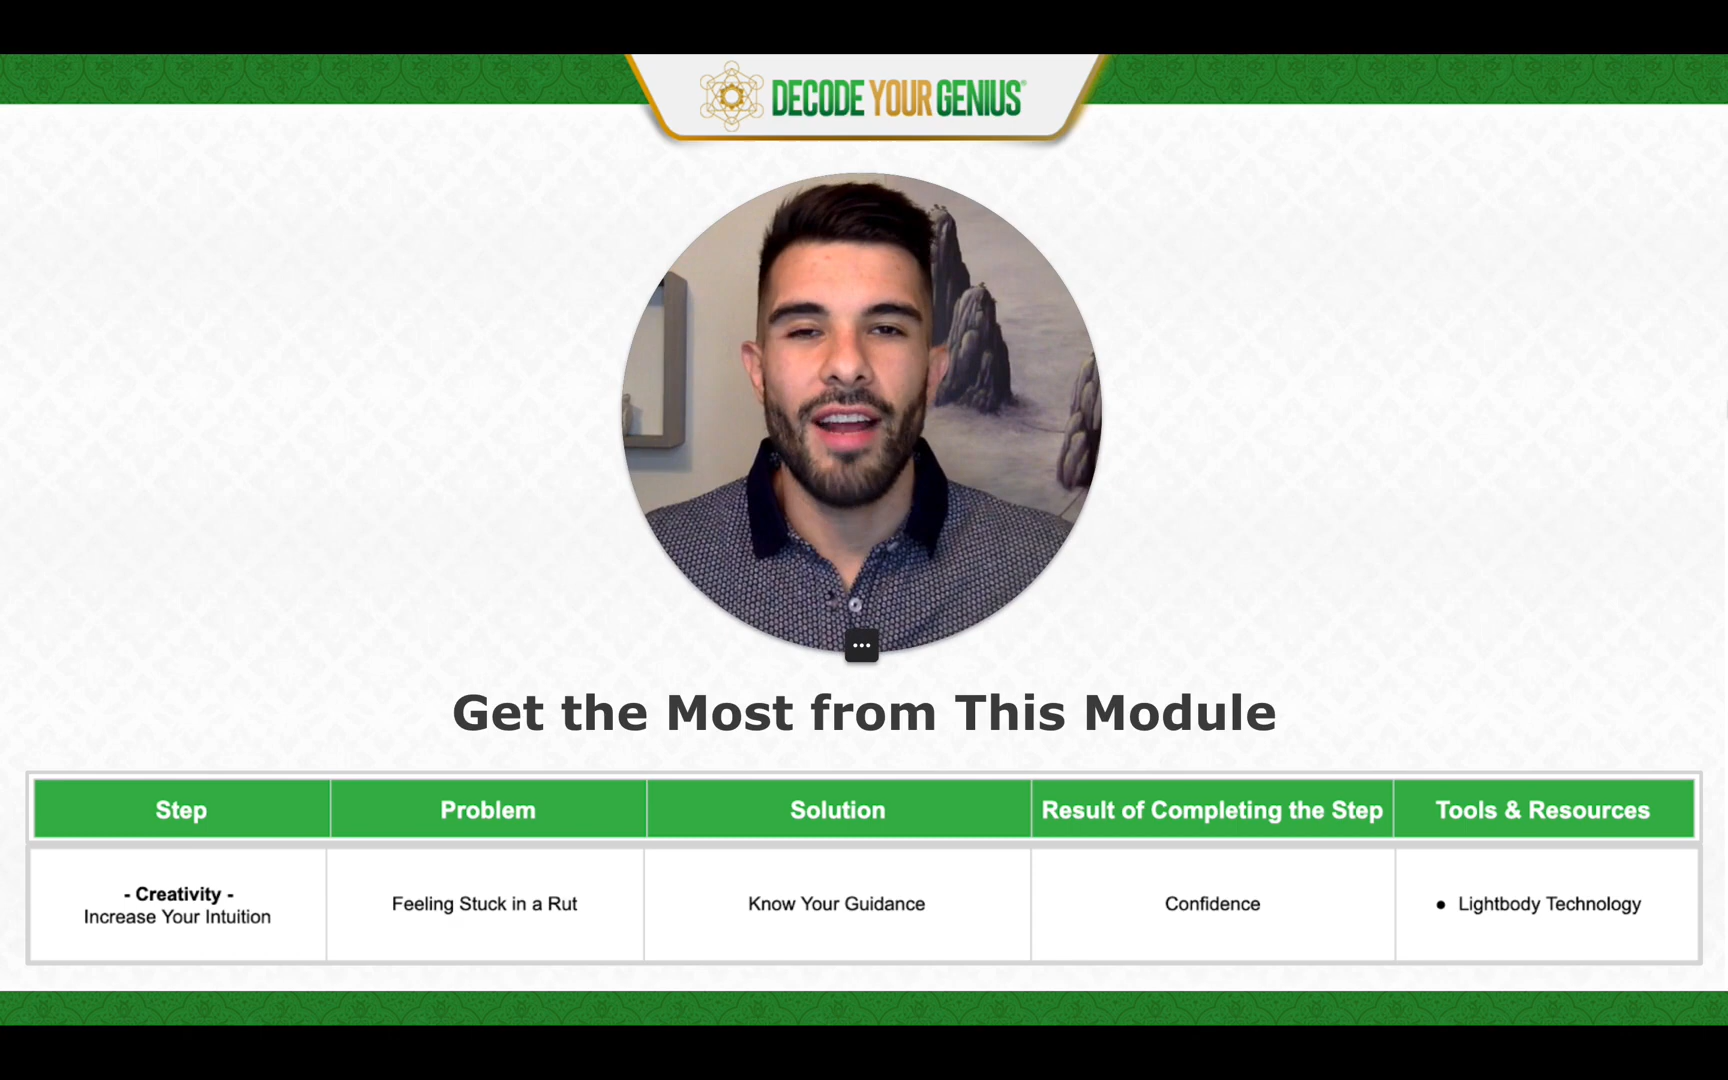 DECODE YOUR GENIUS®
Get the Most from This Module
Step
Problem
Solution
Result of Completing the Step
Tools & Resources
- Creativity -
Increase Your Intuition
Feeling Stuck in a Rut
Know Your Guidance
Confidence
● Lightbody Technology